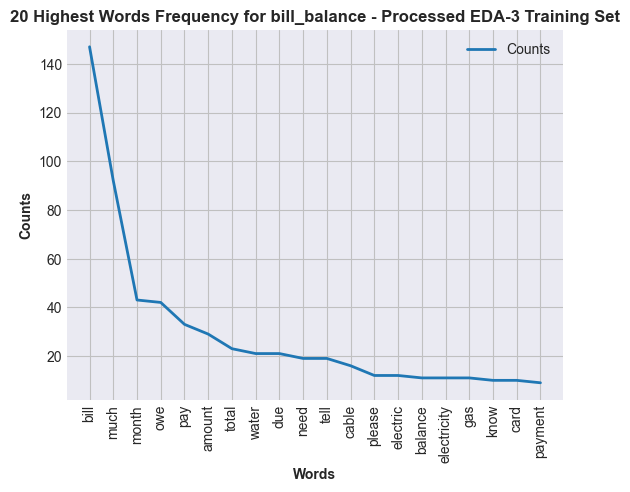 20 Highest Words Frequency for bill_balance - Processed EDA-3 Training Set
Counts
140
120
100
80
60
40
20
Counts
bill
much
month
owe
pay
amount
total
water
due
need
tell
cable
please
electric
balance
electricity
gas
know
card
payment
Words